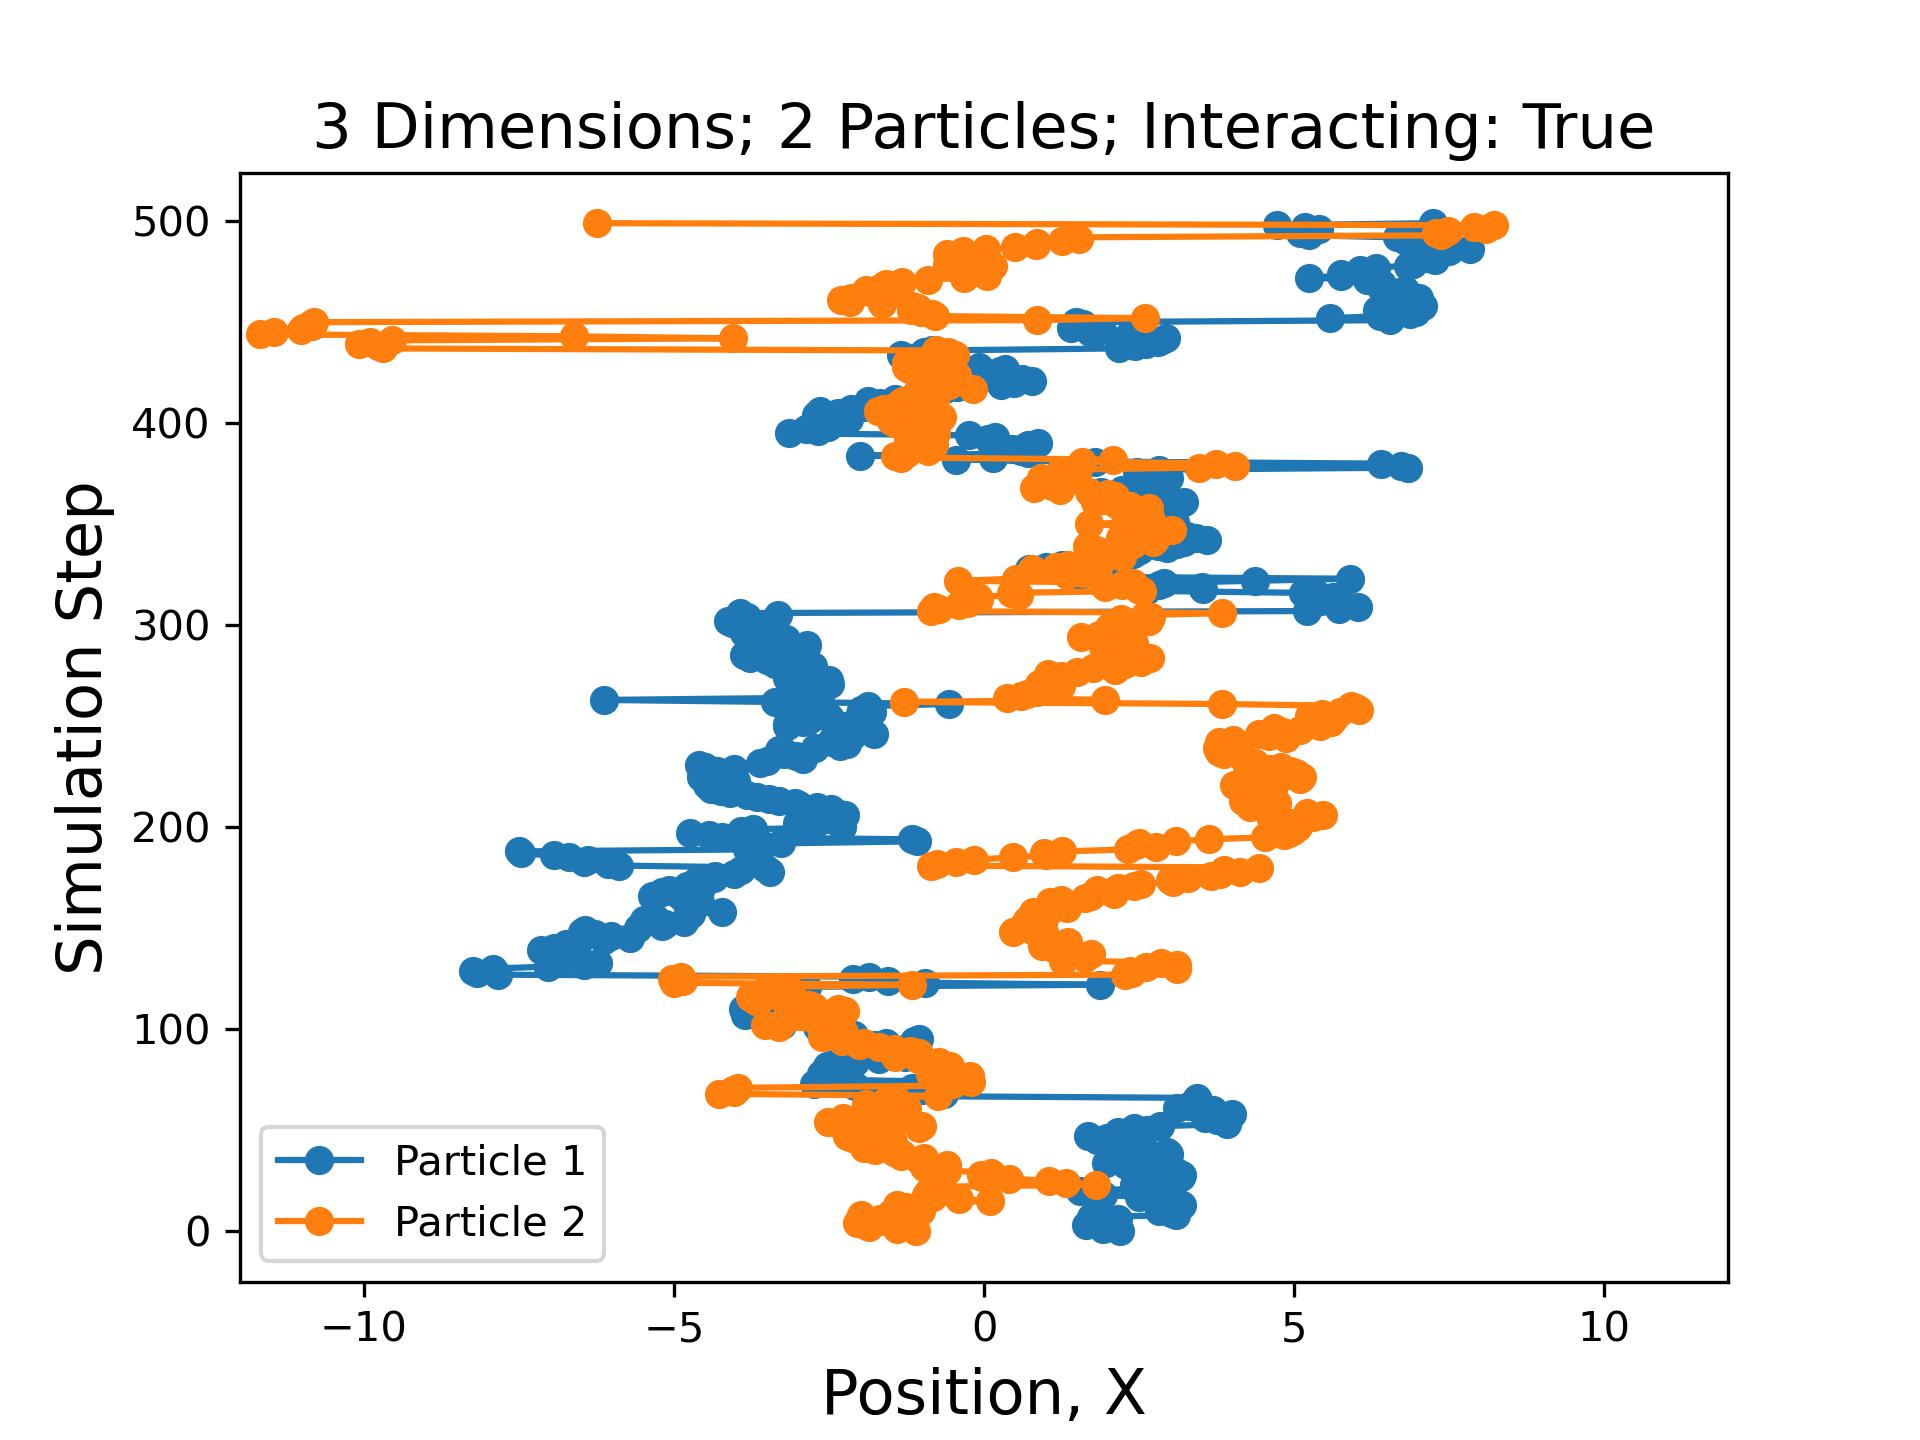 3 Dimensions; 2 Particles; Interacting: True
Simulation Step
500
400
300
200
100
0
Particle 1
Particle 2
−10
−5
0
5
10
Position, X